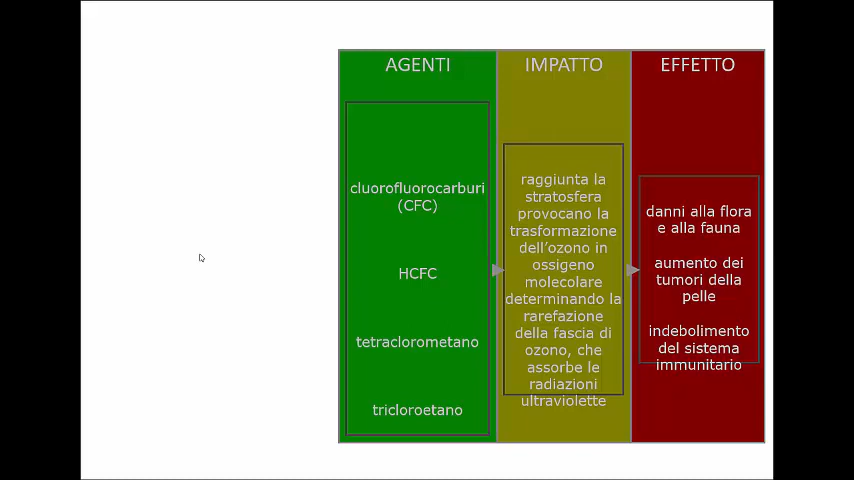 AGENTI
cluorofluorocarburi
(CFC)
HCFC
tetraclorometano
tricloroetano
IMPATTO
raggiunta la
stratosfera
provocano la
trasformazione
dell'ozono in
ossigeno
molecolare
determinando la
rarefazione
della fascia di
ozono, che
assorbe le
radiazioni
ultraviolette
EFFETTO
danni alla flora
e alla fauna
aumento dei
tumori della
pelle
indebolimento
del sistema
immunitario